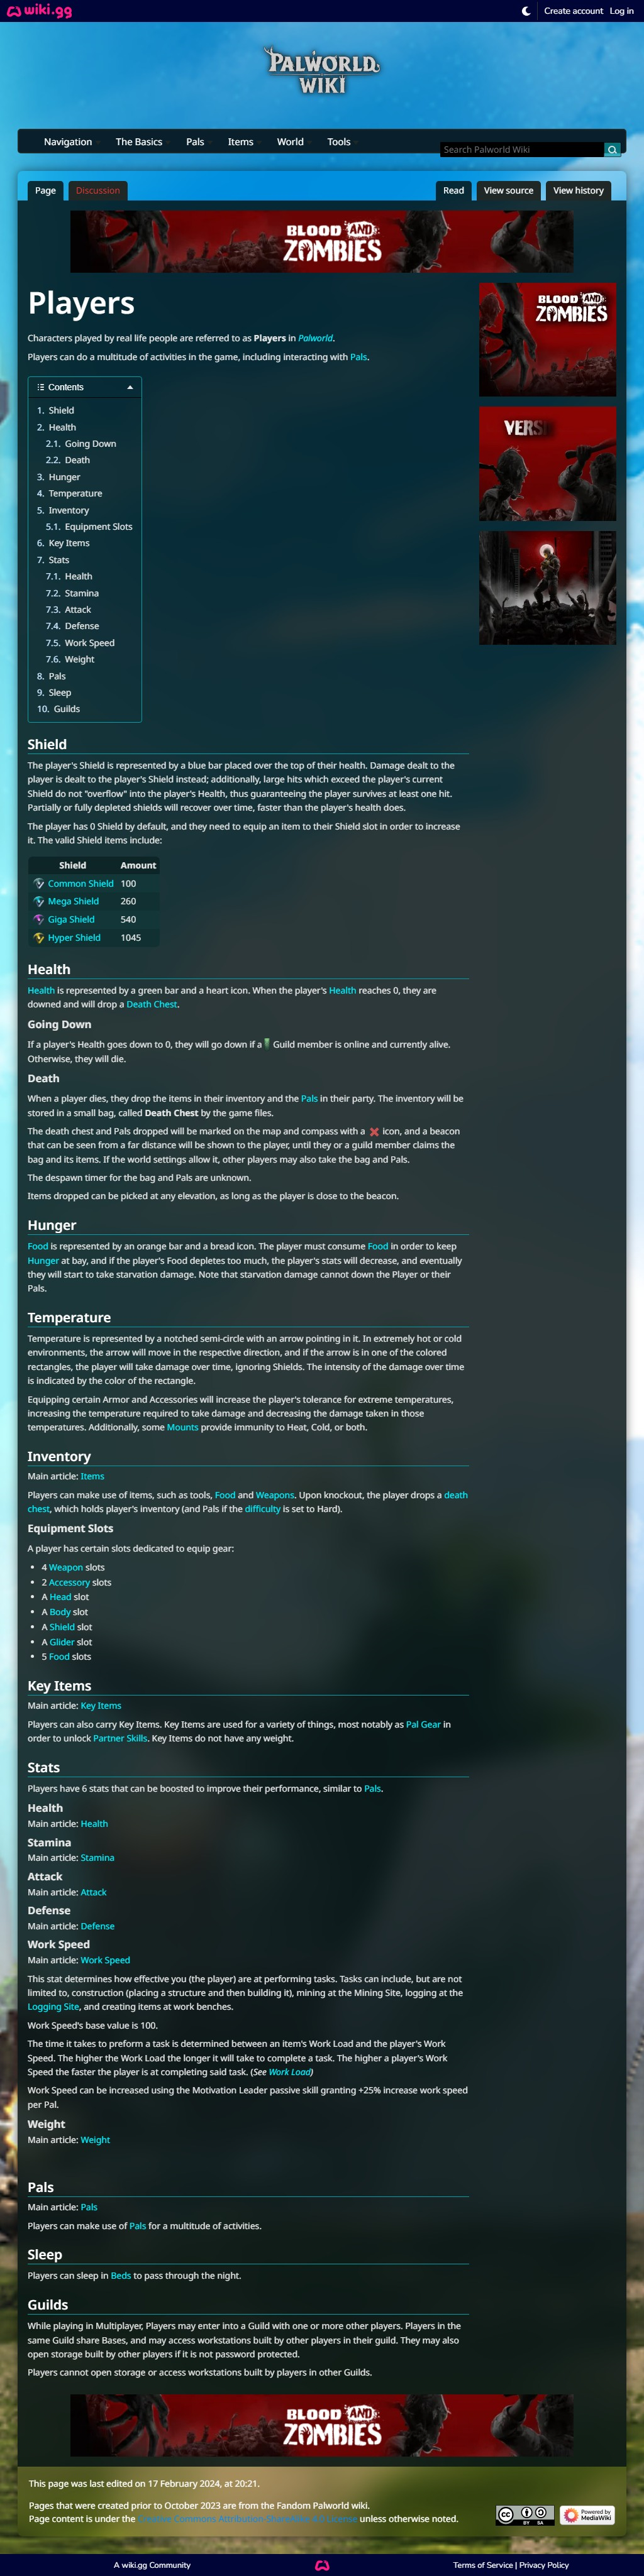 wiki.gg
Create account Log in
PALWORLD
WIKI
Navigation The Basics Pals Items World Tools
Search Palworld Wiki
Page Discussion Read View source View history
BLOOD AND ZOMBIES
Players
BLOOD AND ZOMBIES
Characters played by real life people are referred to as Players in Palworld.
Players can do a multitude of activities in the game, including interacting with Pals.
Contents
1. Shield
2. Health
2.1. Going Down
2.2. Death
3. Hunger
4. Temperature
5. Inventory
5.1. Equipment Slots
6. Key Items
7. Stats
7.1. Health
7.2. Stamina
7.3. Attack
7.4. Defense
7.5. Work Speed
7.6. Weight
8. Pals
9. Sleep
10. Guilds
Shield
The player's Shield is represented by a blue bar placed over the top of their health. Damage dealt to the
player is dealt to the player's Shield instead; additionally, large hits which exceed the player's current
Shield do not "overflow" into the player's Health, thus guaranteeing the player survives at least one hit.
Partially or fully depleted shields will recover over time, faster than the player's health does.
The player has 0 Shield by default, and they need to equip an item to their Shield slot in order to increase
it. The valid Shield items include:
Shield Amount
Common Shield 100
Mega Shield 260
Giga Shield 540
Hyper Shield 1045
Health
Health is represented by a green bar and a heart icon. When the player's Health reaches 0, they are
downed and will drop a Death Chest.
Going Down
If a player's Health goes down to 0, they will go down if a Guild member is online and currently alive.
Otherwise, they will die.
Death
When a player dies, they drop the items in their inventory and the Pals in their party. The inventory will be
stored in a small bag, called Death Chest by the game files.
The death chest and Pals dropped will be marked on the map and compass with a icon, and a beacon
that can be seen from a far distance will be shown to the player, until they or a guild member claims the
bag and its items. If the world settings allow it, other players may also take the bag and Pals.
The despawn timer for the bag and Pals are unknown.
Items dropped can be picked at any elevation, as long as the player is close to the beacon.
Hunger
Food is represented by an orange bar and a bread icon. The player must consume Food in order to keep
Hunger at bay, and if the player's Food depletes too much, the player's stats will decrease, and eventually
they will start to take starvation damage. Note that starvation damage cannot down the Player or their
Pals.
Temperature
Temperature is represented by a notched semi-circle with an arrow pointing in it. In extremely hot or cold
environments, the arrow will move in the respective direction, and if the arrow is in one of the colored
rectangles, the player will take damage over time, ignoring Shields. The intensity of the damage over time
is indicated by the color of the rectangle.
Equipping certain Armor and Accessories will increase the player's tolerance for extreme temperatures,
increasing the temperature required to take damage and decreasing the damage taken in those
temperatures. Additionally, some Mounts provide immunity to Heat, Cold, or both.
Inventory
Main article: Items
Players can make use of items, such as tools, Food and Weapons. Upon knockout, the player drops a death
chest, which holds player's inventory (and Pals if the difficulty is set to Hard).
Equipment Slots
A player has certain slots dedicated to equip gear:
• 4 Weapon slots
• 2 Accessory slots
• A Head slot
• A Body slot
• A Shield slot
• A Glider slot
• 5 Food slots
Key Items
Main article: Key Items
Players can also carry Key Items. Key Items are used for a variety of things, most notably as Pal Gear in
order to unlock Partner Skills. Key Items do not have any weight.
Stats
Players have 6 stats that can be boosted to improve their performance, similar to Pals.
Health
Main article: Health
Stamina
Main article: Stamina
Attack
Main article: Attack
Defense
Main article: Defense
Work Speed
Main article: Work Speed
This stat determines how effective you (the player) are at performing tasks. Tasks can include, but are not
limited to, construction (placing a structure and then building it), mining at the Mining Site, logging at the
Logging Site, and creating items at work benches.
Work Speed's base value is 100.
The time it takes to preform a task is determined between an item's Work Load and the player's Work
Speed. The higher the Work Load the longer it will take to complete a task. The higher a player's Work
Speed the faster the player is at completing said task. (See Work Load)
Work Speed can be increased using the Motivation Leader passive skill granting +25% increase work speed
per Pal.
Weight
Main article: Weight
Pals
Main article: Pals
Players can make use of Pals for a multitude of activities.
Sleep
Players can sleep in Beds to pass through the night.
Guilds
While playing in Multiplayer, Players may enter into a Guild with one or more other players. Players in the
same Guild share Bases, and may access workstations built by other players in their guild. They may also
open storage built by other players if it is not password protected.
Players cannot open storage or access workstations built by players in other Guilds.
BLOOD AND ZOMBIES
This page was last edited on 17 February 2024, at 20:21.
Pages that were created prior to October 2023 are from the Fandom Palworld wiki.
Page content is under the Creative Commons Attribution-ShareAlike 4.0 License unless otherwise noted.
CC BY SA
Powered by MediaWiki
A wiki.gg Community Terms of Service | Privacy Policy